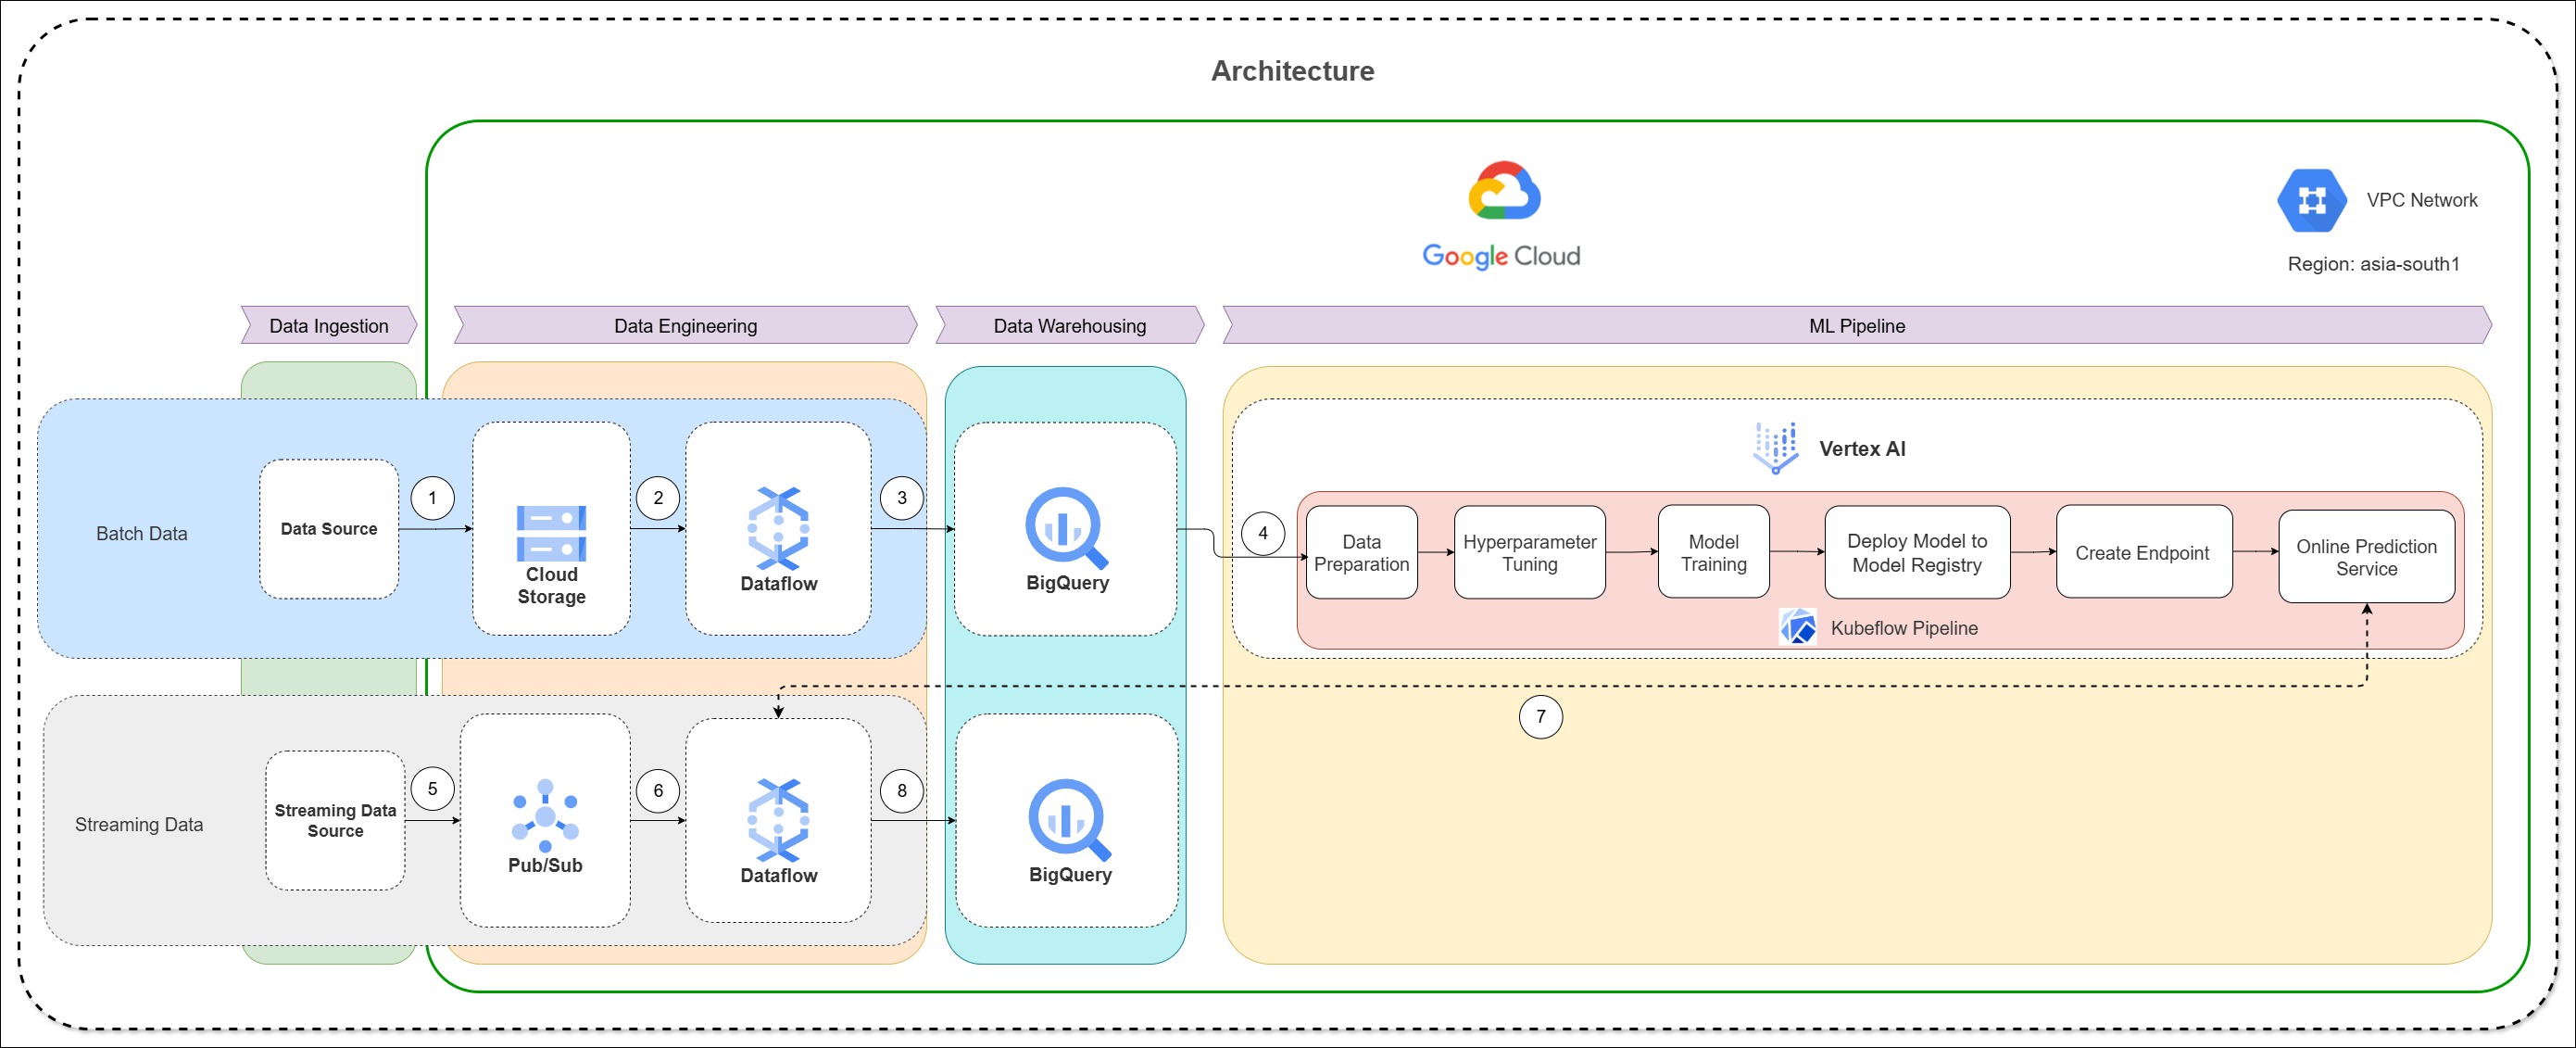 Architecture
Google Cloud
VPC Network
Region: asia-south1
Data Ingestion
Data Engineering
Data Warehousing
ML Pipeline
Batch Data
Data Source
1
Cloud
Storage
2
Dataflow
3
BigQuery
4
Vertex AI
Data
Preparation
Hyperparameter
Tuning
Model
Training
Deploy Model to
Model Registry
Create Endpoint
Online Prediction
Service
Kubeflow Pipeline
7
Streaming Data
Streaming Data
Source
5
Pub/Sub
6
Dataflow
8
BigQuery